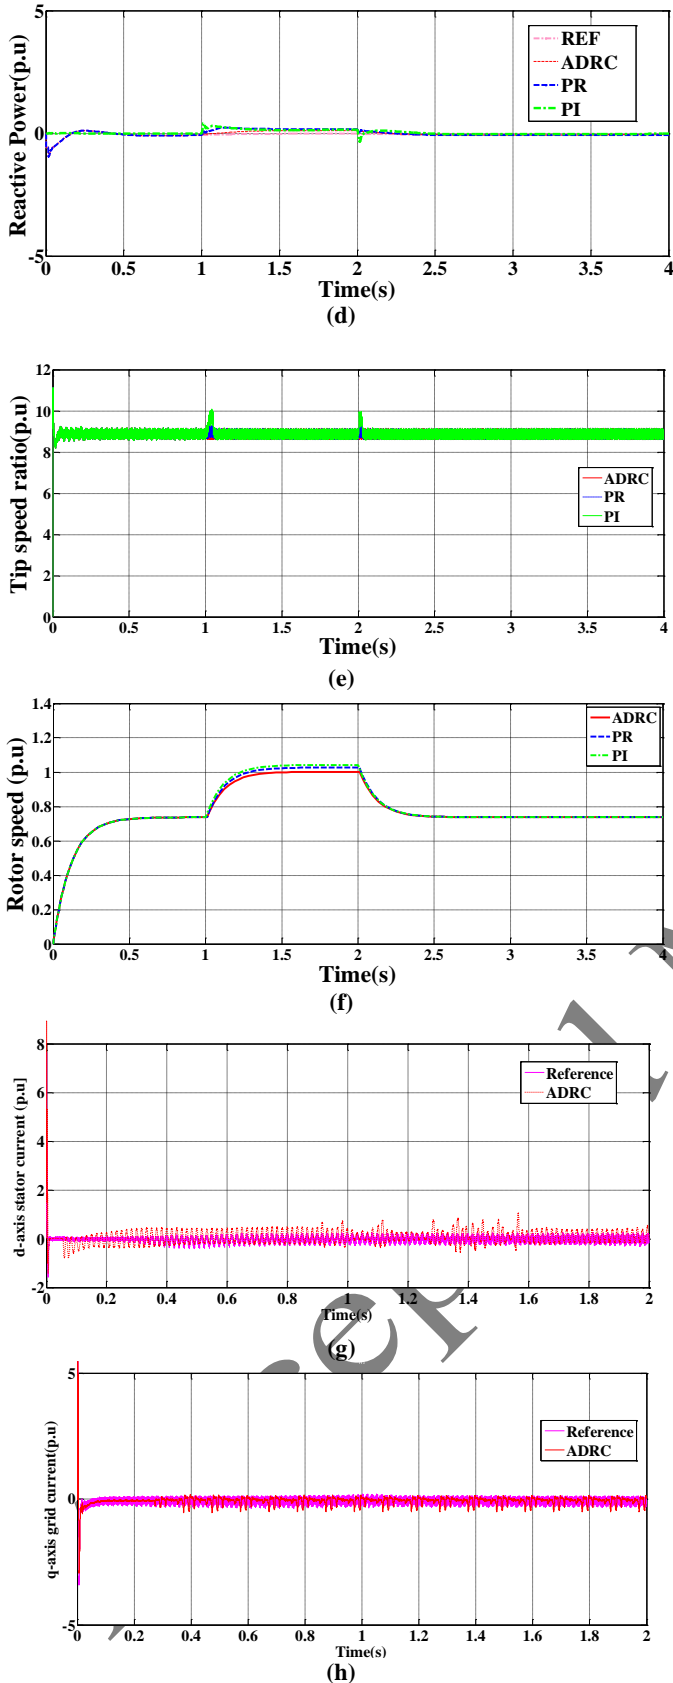 5
REF
ADRC
PR
PI
Reactive Power(p.u)
0
-5
0 0.5 1 1.5 2 2.5 3 3.5 4
Time(s)
(d)
12
10
8
6
4
2
0
Tip speed ratio(p.u)
ADRC
PR
PI
0 0.5 1 1.5 2 2.5 3 3.5 4
Time(s)
(e)
1.4
1.2
1
0.8
0.6
0.4
0.2
0
Rotor speed (p.u)
ADRC
PR
PI
0 0.5 1 1.5 2 2.5 3 3.5 4
Time(s)
(f)
8
6
4
2
0
-2
d-axis stator current (p.u]
Reference
ADRC
0 0.2 0.4 0.6 0.8 1 1.2 1.4 1.6 1.8 2
Time(s)
(g)
5
0
-5
q-axis grid current(p.u)
Reference
ADRC
0 0.2 0.4 0.6 0.8 1 1.2 1.4 1.6 1.8 2
Time(s)
(h)